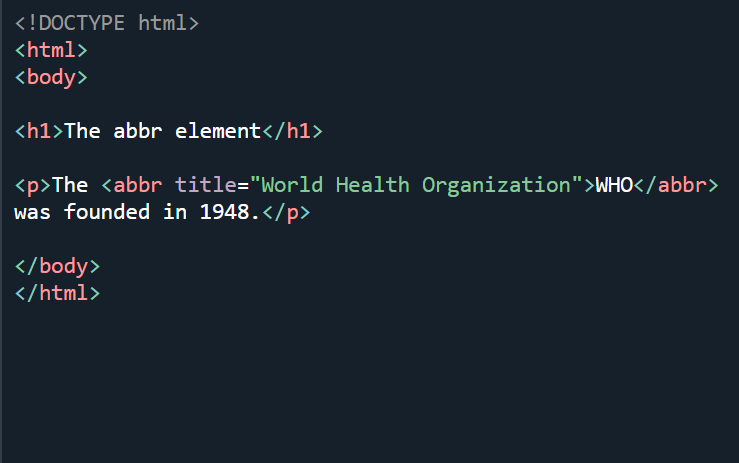 <!DOCTYPE html>
<html>
<body>
<h1>The abbr element</h1>
<p>The <abbr title="World Health Organization">WHO</abbr>
was founded in 1948.</p>
</body>
</html>